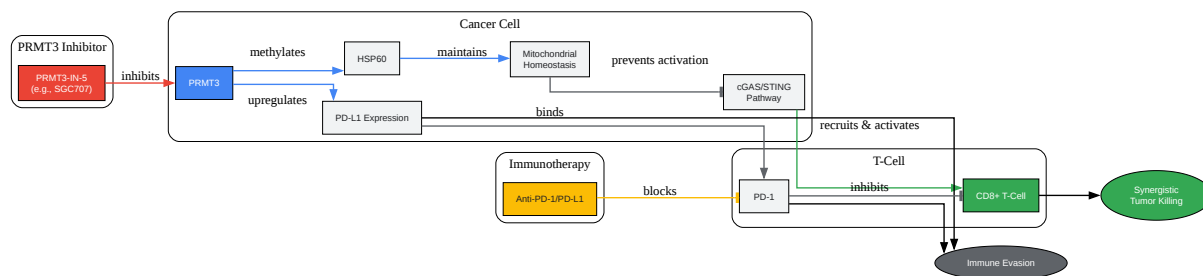 Cancer Cell
PRMT3 Inhibitor
PRMT3-IN-5
(e.g., SGC707)
inhibits
PRMT3
methylates
upregulates
HSP60
maintains
Mitochondrial
Homeostasis
prevents activation
cGAS/STING
Pathway
PD-L1 Expression
binds
recruits & activates
Immunotherapy
Anti-PD-1/PD-L1
blocks
T-Cell
PD-1
inhibits
CD8+ T-Cell
Synergistic
Tumor Killing
Immune Evasion